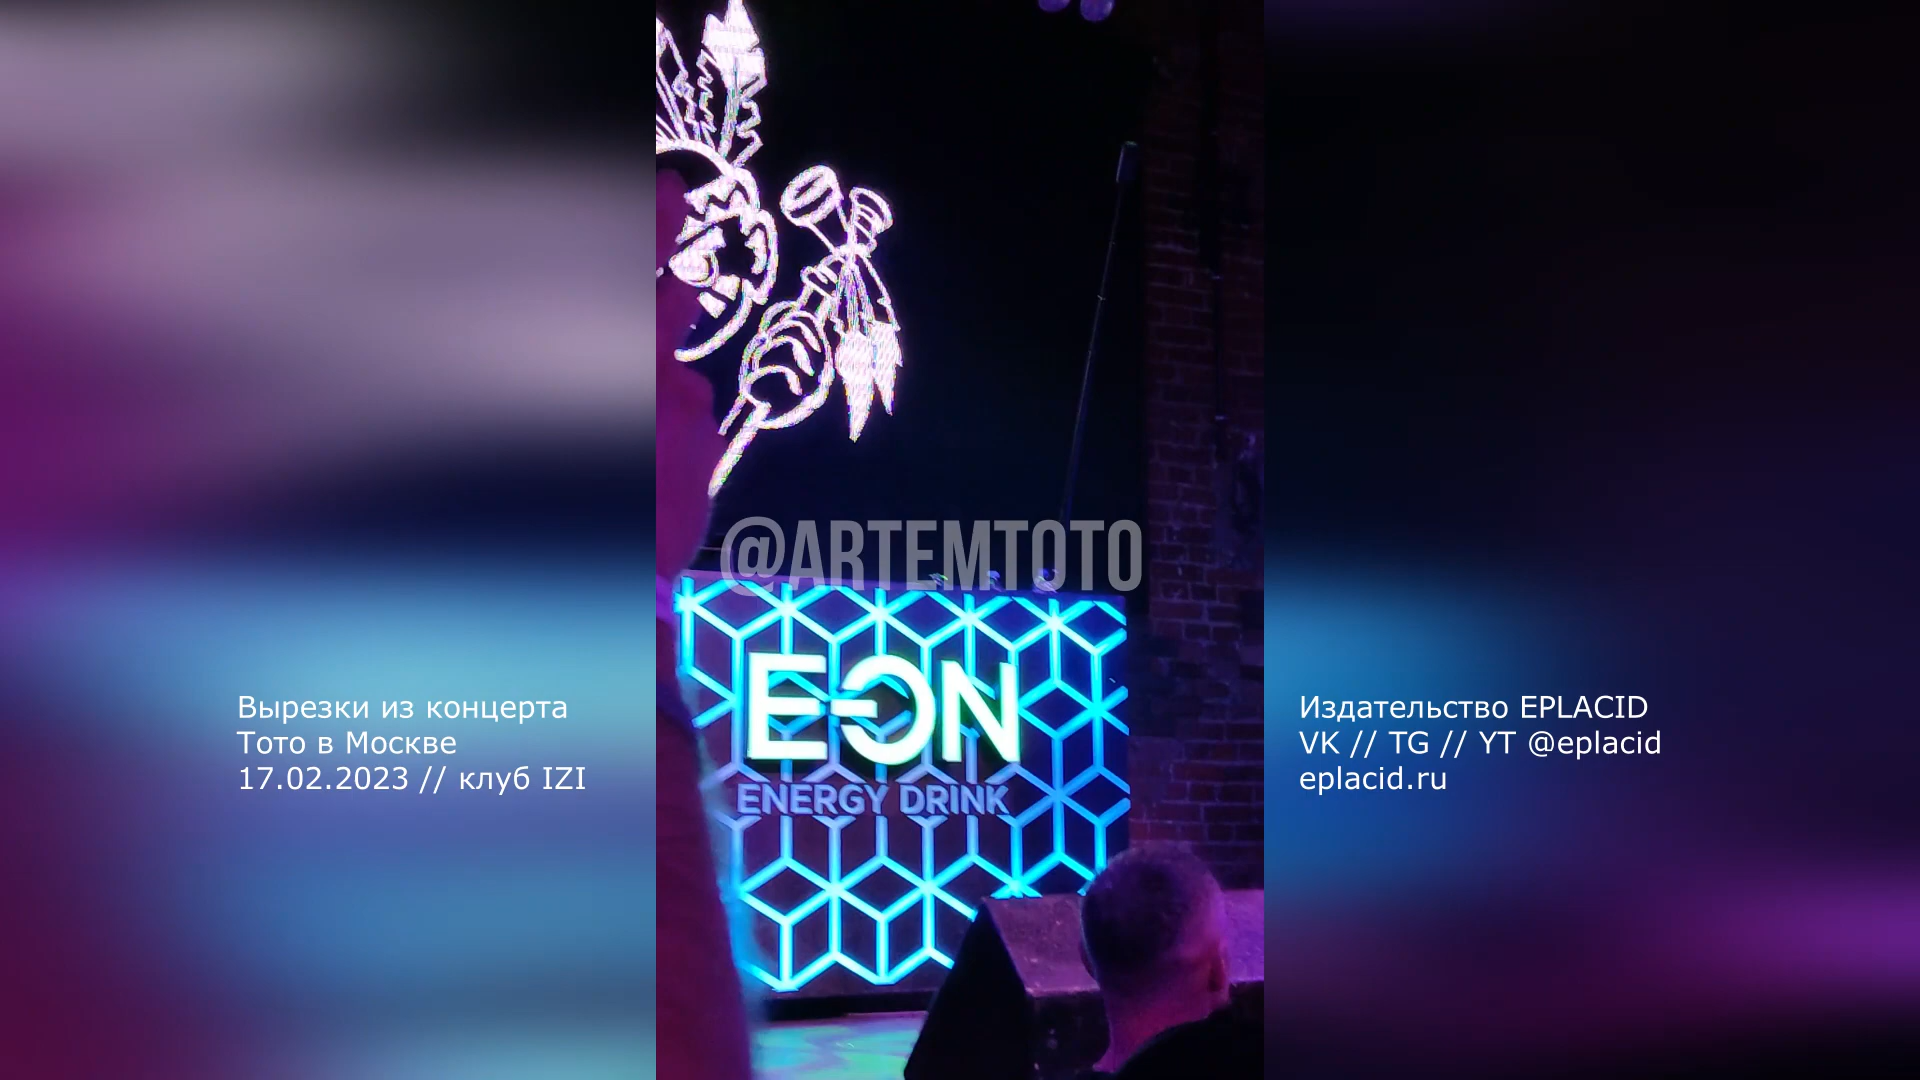 @ARTEMTOTO
EON
ENERGY DRINK
Вырезки из концерта
Тото в Москве
17.02.2023 // клуб IZI
Издательство EPLACID
VK // TG // YT @eplacid
eplacid.ru